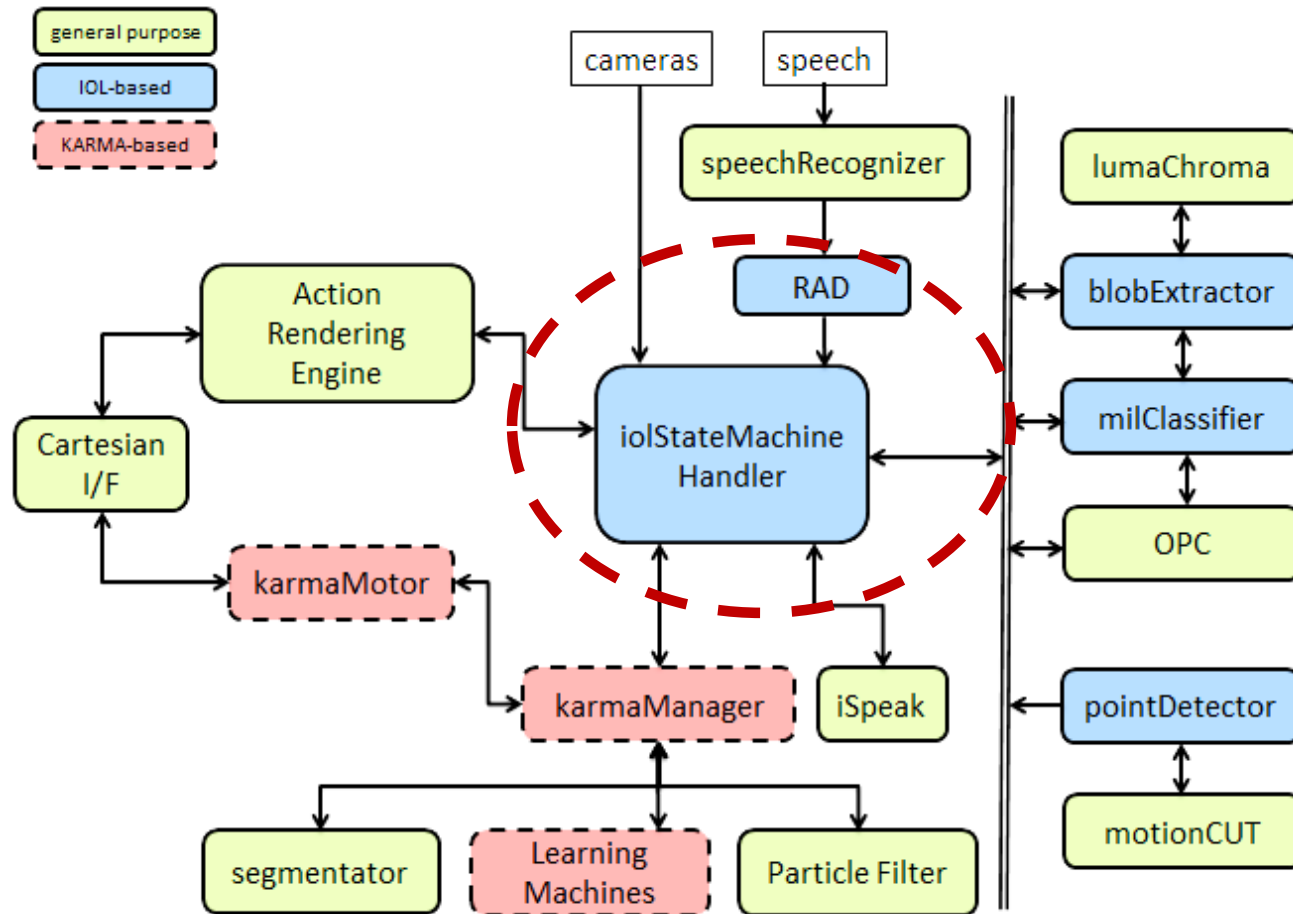 general purpose
IOL-based
KARMA-based
cameras
speech
speechRecognizer
lumaChroma
RAD
blobExtractor
Action
Rendering
Engine
iolStateMachine
Handler
milClassifier
Cartesian
I/F
OPC
karmaMotor
karmaManager
iSpeak
pointDetector
segmentator
Learning
Machines
Particle Filter
motionCUT